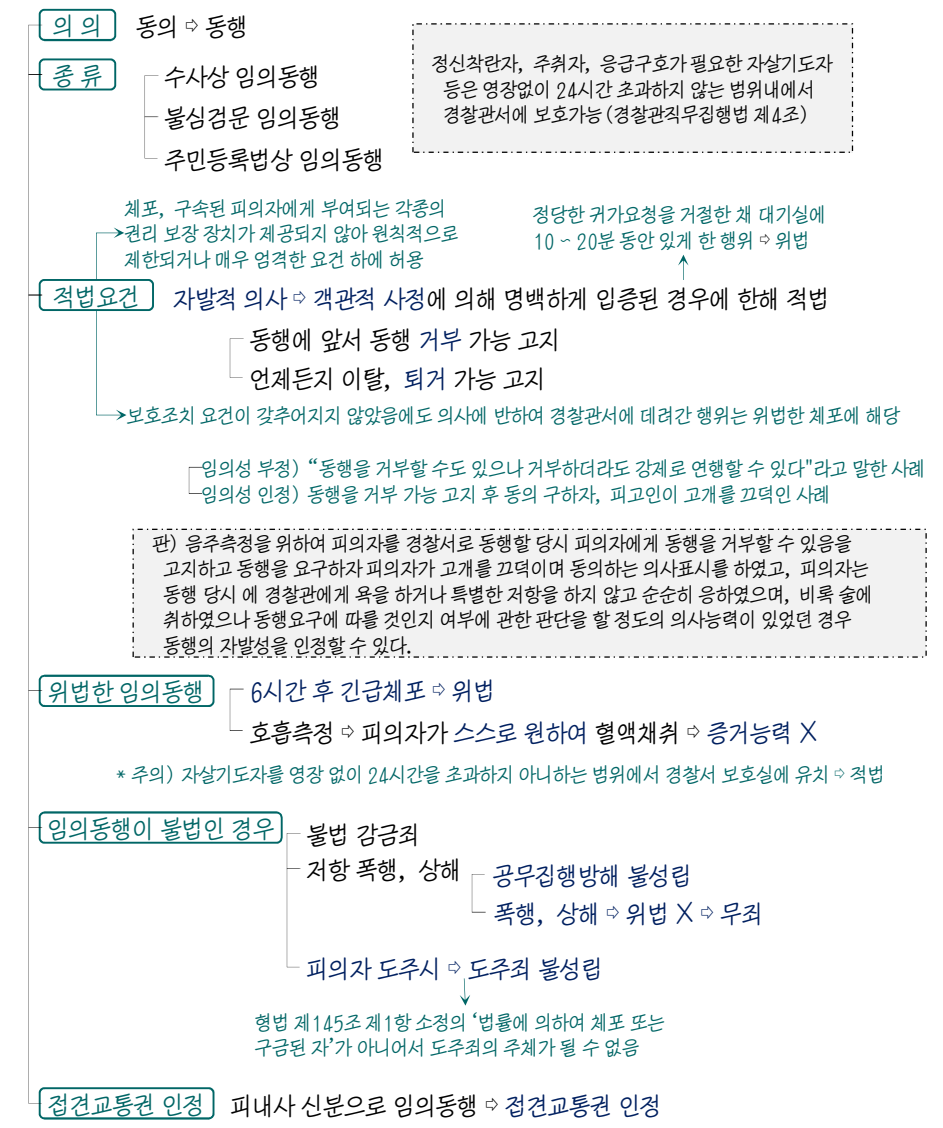 의의 동의 ⇨ 동행
종류
수사상 임의동행
불심검문 임의동행
주민등록법상 임의동행
정신착란자, 주취자, 응급구호가 필요한 자살기도자
등은 영장없이 24시간 초과하지 않는 범위내에서
경찰관서에 보호가능(경찰관직무집행법 제4조)
체포, 구속된 피의자에게 부여되는 각종의
권리 보장 장치가 제공되지 않아 원칙적으로
제한되거나 매우 엄격한 요건 하에 허용
정당한 귀가요청을 거절한 채 대기실에
10 ~ 20분 동안 있게 한 행위 ⇨ 위법
적법요건 자발적 의사 ⇨ 객관적 사정에 의해 명백하게 입증된 경우에 한해 적법
동행에 앞서 동행 거부 가능 고지
언제든지 이탈, 퇴거 가능 고지
보호조치 요건이 갖추어지지 않았음에도 의사에 반하여 경찰관서에 데려간 행위는 위법한 체포에 해당
임의성 부정) “동행을 거부할 수도 있으나 거부하더라도 강제로 연행할 수 있다"라고 말한 사례
임의성 인정) 동행을 거부 가능 고지 후 동의 구하자, 피고인이 고개를 끄덕인 사례
판) 음주측정을 위하여 피의자를 경찰서로 동행할 당시 피의자에게 동행을 거부할 수 있음을
고지하고 동행을 요구하자 피의자가 고개를 끄덕이며 동의하는 의사표시를 하였고, 피의자는
동행 당시 에 경찰관에게 욕을 하거나 특별한 저항을 하지 않고 순순히 응하였으며, 비록 술에
취하였으나 동행요구에 따를 것인지 여부에 관한 판단을 할 정도의 의사능력이 있었던 경우
동행의 자발성을 인정할 수 있다.
위법한 임의동행 6시간 후 긴급체포 ⇨ 위법
호흡측정 ⇨ 피의자가 스스로 원하여 혈액채취 ⇨ 증거능력 X
* 주의) 자살기도자를 영장 없이 24시간을 초과하지 아니하는 범위에서 경찰서 보호실에 유치 ⇨ 적법
임의동행이 불법인 경우 불법 감금죄
저항 폭행, 상해
공무집행방해 불성립
폭행, 상해 ⇨ 위법 X ⇨ 무죄
피의자 도주시 ⇨ 도주죄 불성립
형법 제145조 제1항 소정의 ‘법률에 의하여 체포 또는
구금된 자’가 아니어서 도주죄의 주체가 될 수 없음
접견교통권 인정 피내사 신분으로 임의동행 ⇨ 접견교통권 인정